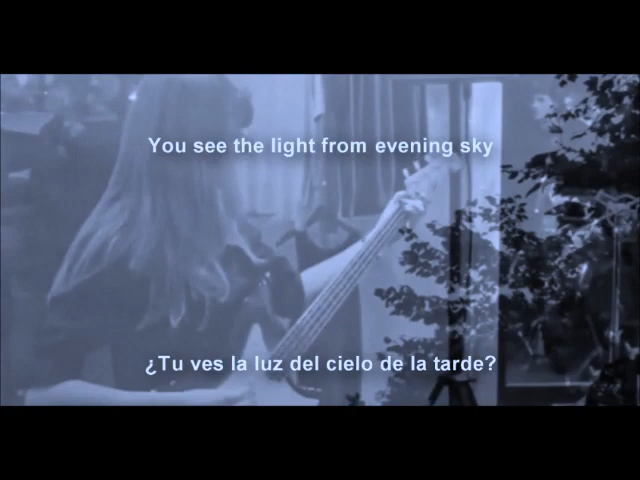 You see the light from evening sky
¿Tu ves la luz del cielo de la tarde?